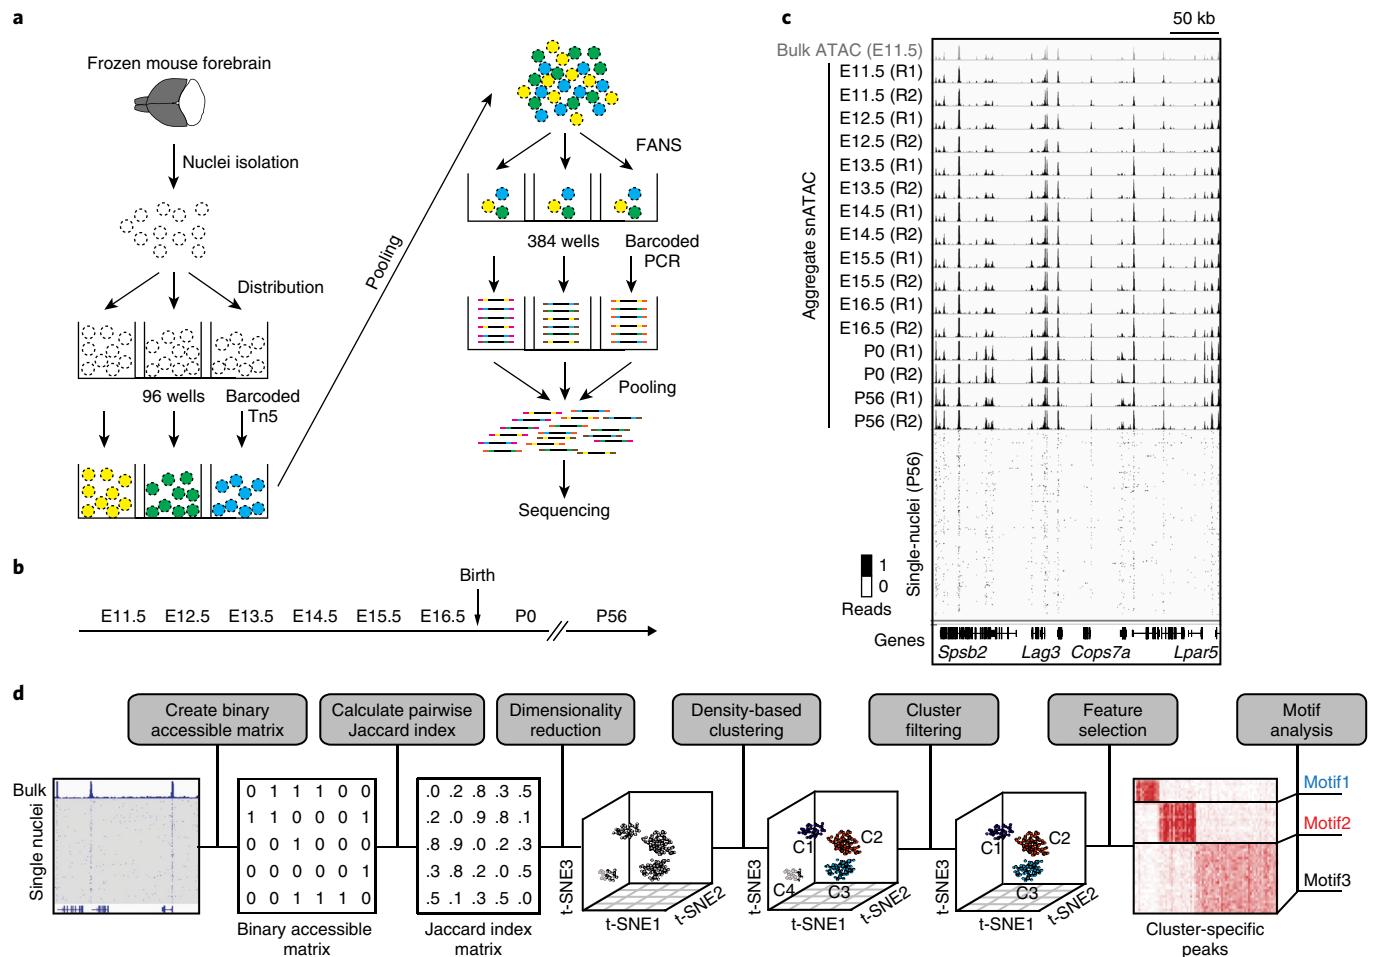 a
Frozen mouse forebrain
Nuclei isolation
Distribution
96 wells
Barcoded
Tn5
Pooling
FANS
384 wells
Barcoded
PCR
Pooling
Sequencing
b
Birth
E11.5 E12.5 E13.5 E14.5 E15.5 E16.5 P0 P56
c
50 kb
Bulk ATAC (E11.5)
Aggregate snATAC
E11.5 (R1)
E11.5 (R2)
E12.5 (R1)
E12.5 (R2)
E13.5 (R1)
E13.5 (R2)
E14.5 (R1)
E14.5 (R2)
E15.5 (R1)
E15.5 (R2)
E16.5 (R1)
E16.5 (R2)
P0 (R1)
P0 (R2)
P56 (R1)
P56 (R2)
Single-nuclei (P56)
1
0
Reads
Genes
Spsb2 Lag3 Cops7a Lpar5
d
Create binary
accessible matrix
Calculate pairwise
Jaccard index
Dimensionality
reduction
Density-based
clustering
Cluster
filtering
Feature
selection
Motif
analysis
Bulk
Single nuclei
0 1 1 1 0 0
1 1 0 0 0 1
0 0 1 0 0 0
0 0 0 0 0 1
0 0 1 1 1 0
Binary accessible
matrix
.0 .2 .8 .3 .5
.2 .0 .9 .8 .1
.8 .9 .0 .2 .3
.3 .8 .2 .0 .5
.5 .1 .3 .5 .0
Jaccard index
matrix
t-SNE3
t-SNE1
t-SNE2
C1
C2
C4
C3
t-SNE3
t-SNE1
t-SNE2
C1
C2
C3
t-SNE3
t-SNE1
t-SNE2
Motif1
Motif2
Motif3
Cluster-specific
peaks